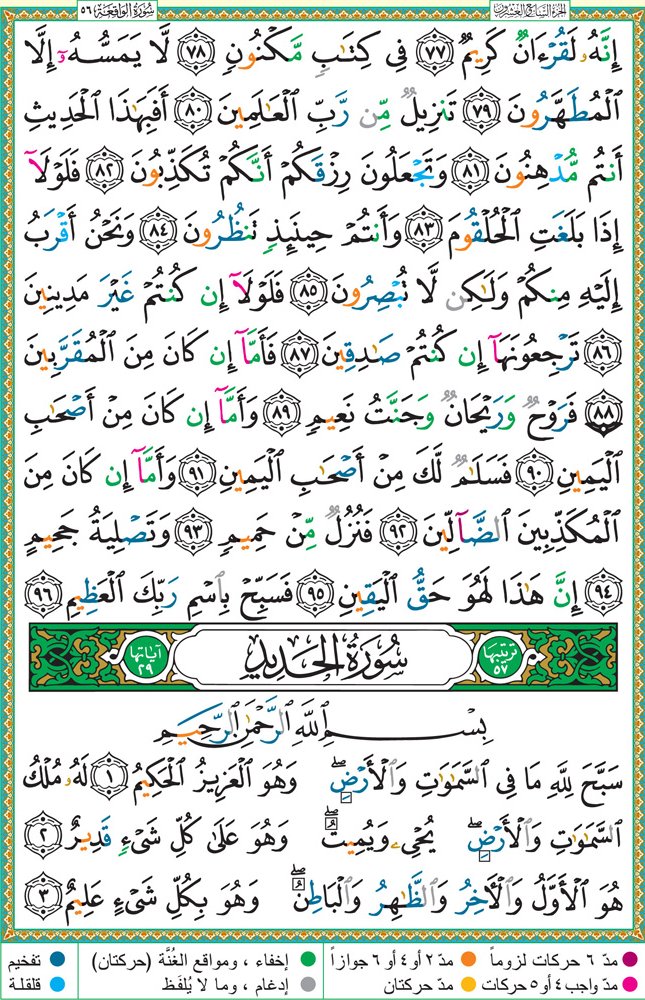 الجزء السابع والعشرون
سورة الواقعة ٥٦
إِنَّهُۥ لَقُرْءَانٌ كَرِيمٌ ٧٧ فِى كِتَٰبٍ مَّكْنُونٍ ٧٨ لَّا يَمَسُّهُۥٓ إِلَّا
ٱلْمُطَهَّرُونَ ٧٩ تَنزِيلٌ مِّن رَّبِّ ٱلْعَٰلَمِينَ ٨٠ أَفَبِهَٰذَا ٱلْحَدِيثِ
أَنتُم مُّدْهِنُونَ ٨١ وَتَجْعَلُونَ رِزْقَكُمْ أَنَّكُمْ تُكَذِّبُونَ ٨٢ فَلَوْلَآ
إِذَا بَلَغَتِ ٱلْحُلْقُومَ ٨٣ وَأَنتُمْ حِينَئِذٍ تَنظُرُونَ ٨٤ وَنَحْنُ أَقْرَبُ
إِلَيْهِ مِنكُمْ وَلَٰكِن لَّا تُبْصِرُونَ ٨٥ فَلَوْلَآ إِن كُنتُمْ غَيْرَ مَدِينِينَ
٨٦ تَرْجِعُونَهَآ إِن كُنتُمْ صَٰدِقِينَ ٨٧ فَأَمَّآ إِن كَانَ مِنَ ٱلْمُقَرَّبِينَ
٨٨ فَرَوْحٌ وَرَيْحَانٌ وَجَنَّتُ نَعِيمٍ ٨٩ وَأَمَّآ إِن كَانَ مِنْ أَصْحَٰبِ
ٱلْيَمِينِ ٩٠ فَسَلَٰمٌ لَّكَ مِنْ أَصْحَٰبِ ٱلْيَمِينِ ٩١ وَأَمَّآ إِن كَانَ مِنَ
ٱلْمُكَذِّبِينَ ٱلضَّآلِّينَ ٩٢ فَنُزُلٌ مِّنْ حَمِيمٍ ٩٣ وَتَصْلِيَةُ جَحِيمٍ
٩٤ إِنَّ هَٰذَا لَهُوَ حَقُّ ٱلْيَقِينِ ٩٥ فَسَبِّحْ بِٱسْمِ رَبِّكَ ٱلْعَظِيمِ ٩٦
ترتيبها ٥٧ سُورَةُ الحَدِيدِ آياتها ٢٩
بِسْمِ ٱللَّهِ ٱلرَّحْمَٰنِ ٱلرَّحِيمِ
سَبَّحَ لِلَّهِ مَا فِى ٱلسَّمَٰوَٰتِ وَٱلْأَرْضِ ۖ وَهُوَ ٱلْعَزِيزُ ٱلْحَكِيمُ ١ لَهُۥ مُلْكُ
ٱلسَّمَٰوَٰتِ وَٱلْأَرْضِ ۖ يُحْىِۦ وَيُمِيتُ ۖ وَهُوَ عَلَىٰ كُلِّ شَىْءٍ قَدِيرٌ ٢
هُوَ ٱلْأَوَّلُ وَٱلْءَاخِرُ وَٱلظَّٰهِرُ وَٱلْبَاطِنُ ۖ وَهُوَ بِكُلِّ شَىْءٍ عَلِيمٌ ٣
مدّ ٦ حركات لزوماً مدّ ٢ أو ٤ أو ٦ جوازاً إخفاء ، ومواقع الغُنَّة (حركتان) تفخيم
مدّ واجب ٤ أو ٥ حركات مدّ حركتان إدغام ، وما لا يُلفَظ قلقلة